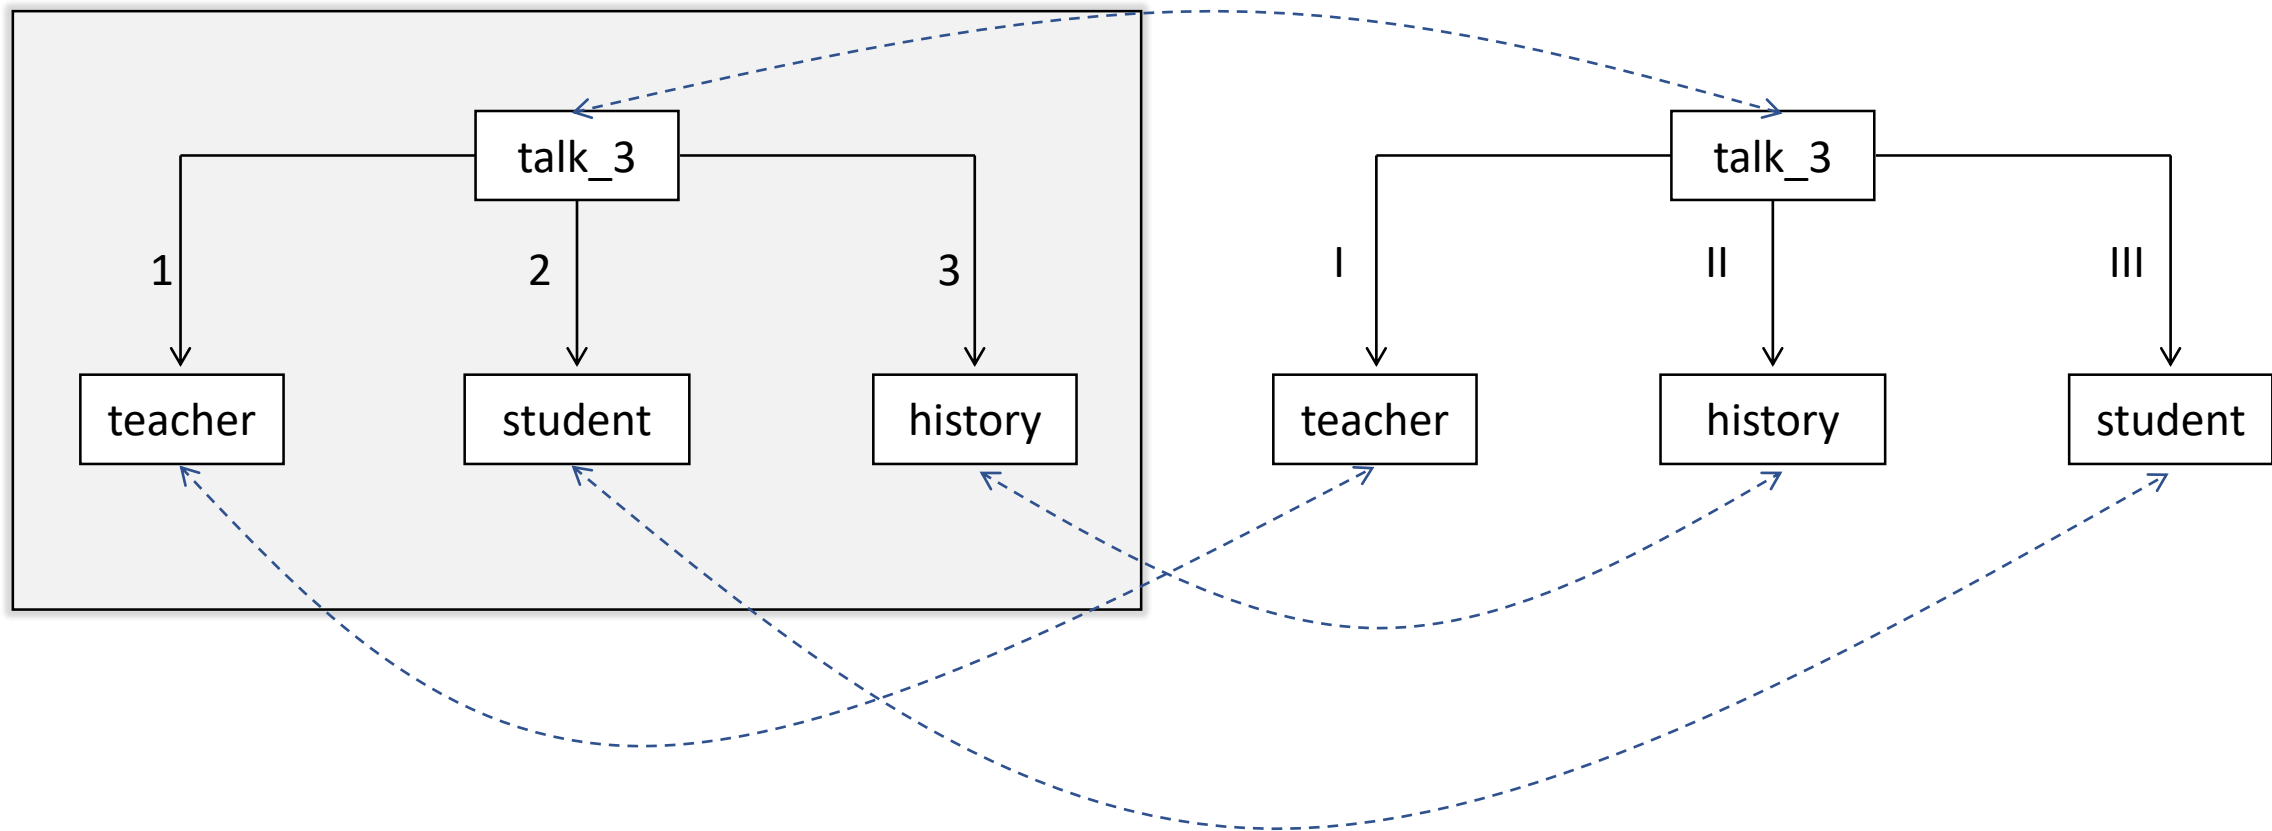 talk_3
talk_3
1
2
3
I
II
III
teacher
student
history
teacher
history
student